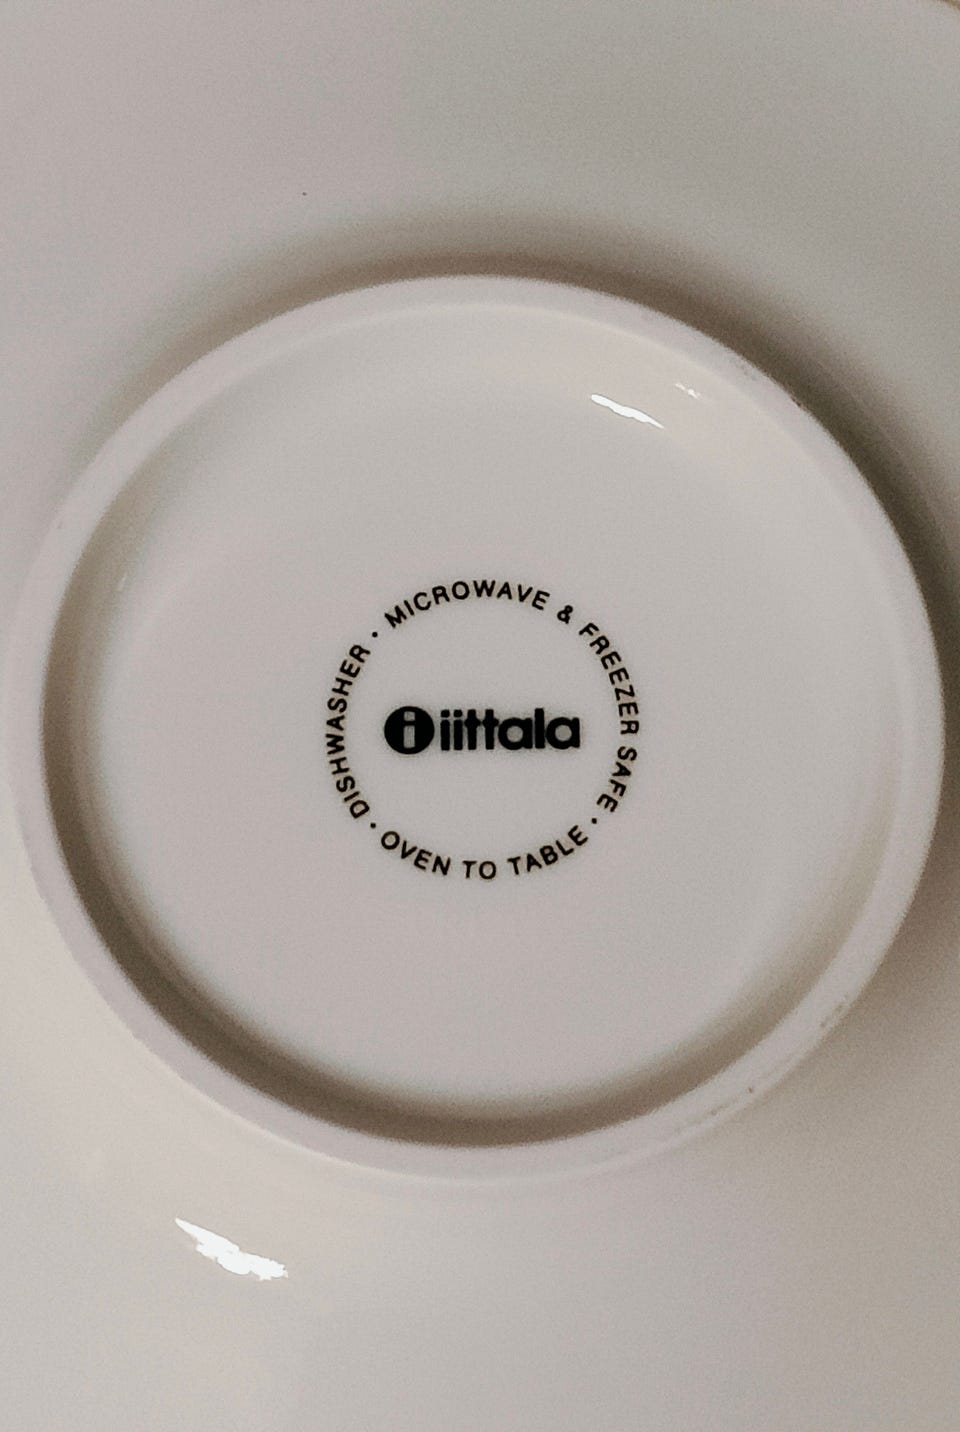 DISHWASHER · MICROWAVE & FREEZER SAFE · OVEN TO TABLE ·
i iittala